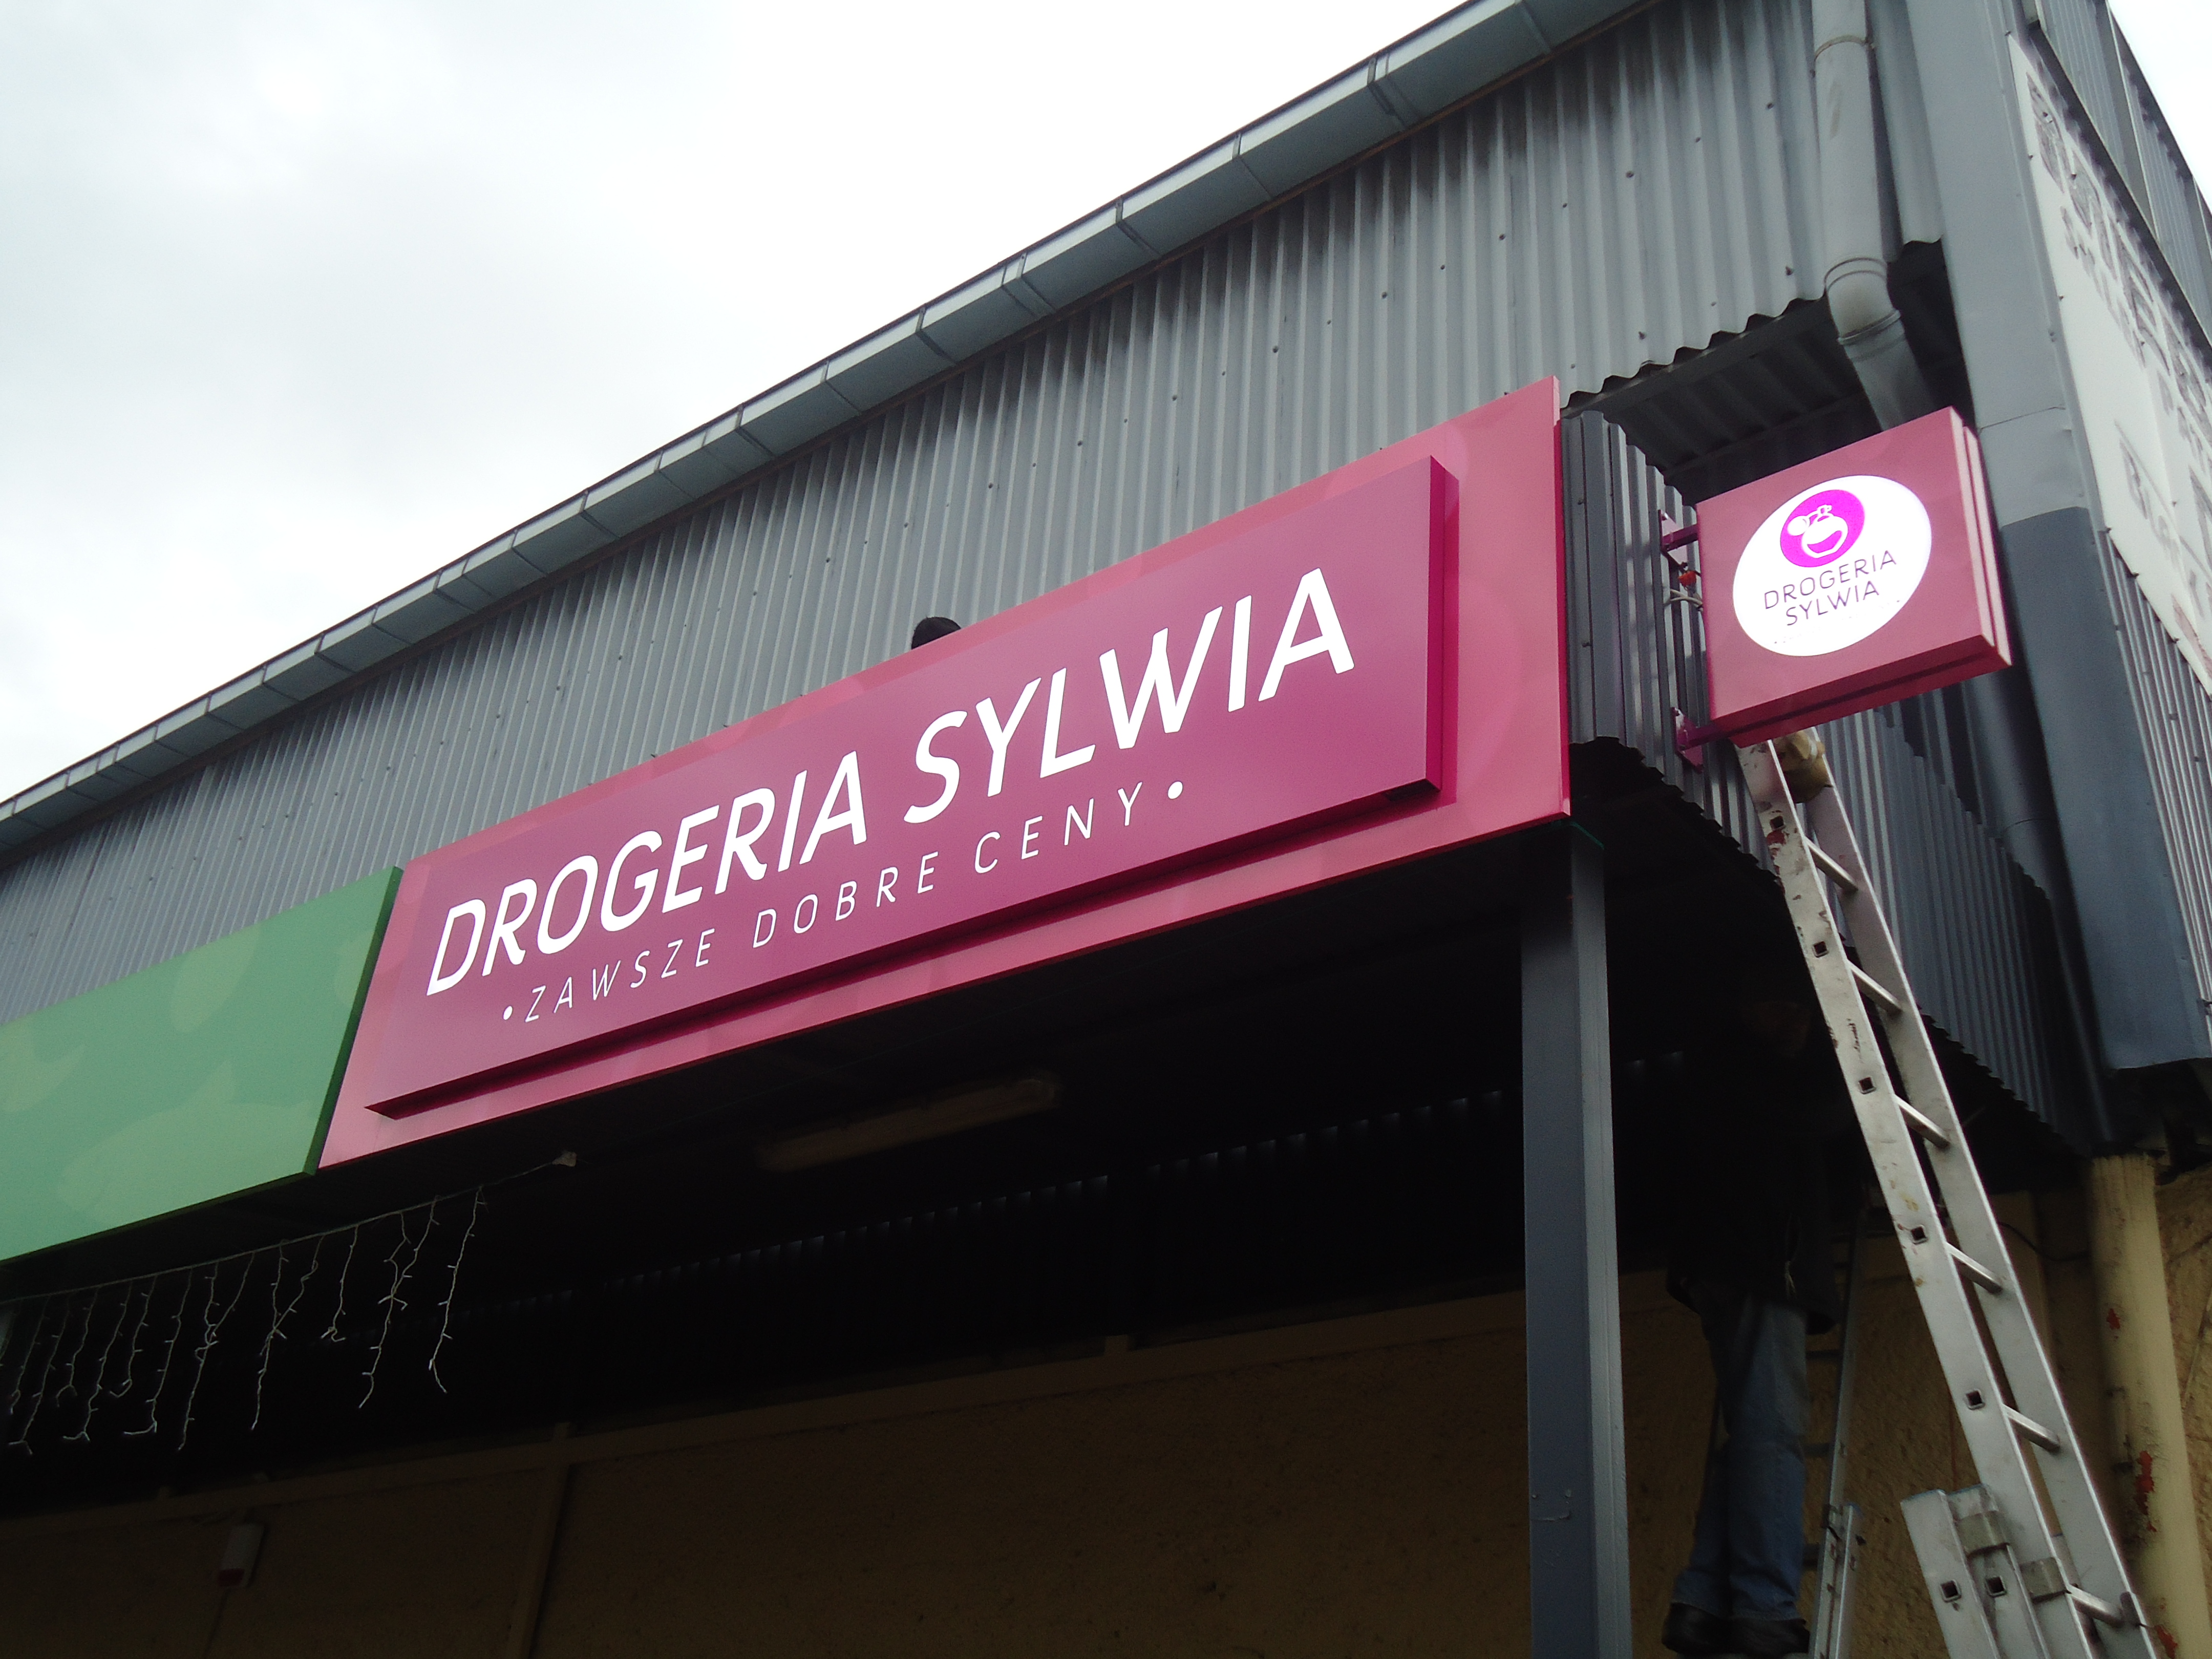 DROGERIA SYLWIA
• ZAWSZE DOBRE CENY •
DROGERIA
SYLWIA